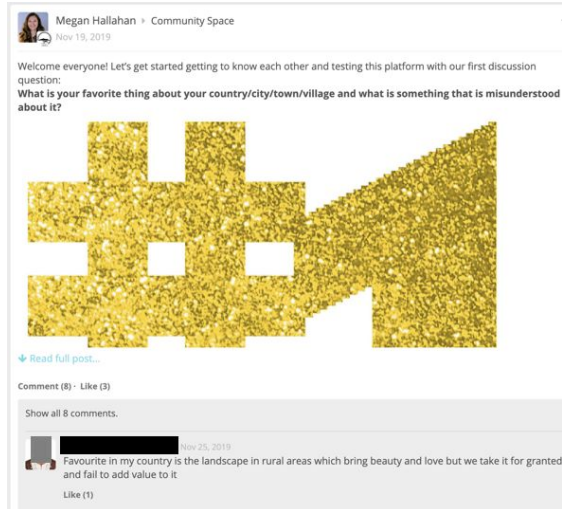 Megan Hallahan › Community Space
Nov 19, 2019
Welcome everyone! Let's get started getting to know each other and testing this platform with our first discussion
question:
What is your favorite thing about your country/city/town/village and what is something that is misunderstood
about it?
#1
Read full post...
Comment (8) · Like (3)
Show all 8 comments.
Nov 25, 2019
Favourite in my country is the landscape in rural areas which bring beauty and love but we take it for granted
and fail to add value to it
Like (1)